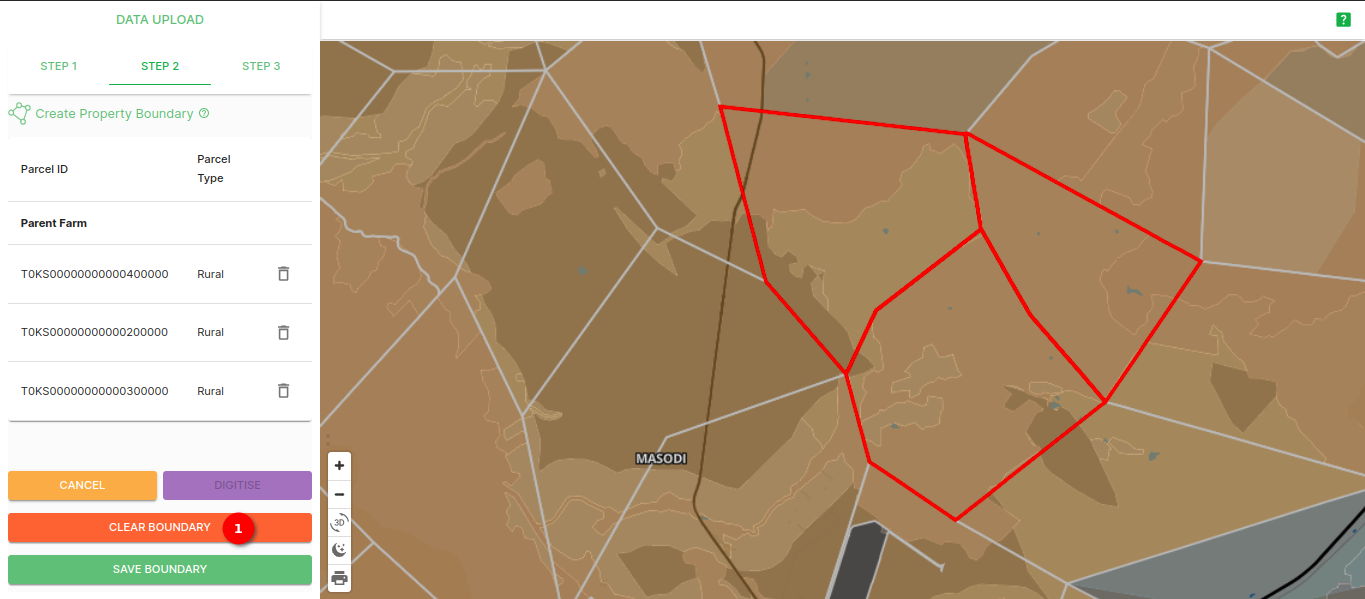 DATA UPLOAD
?
STEP 1 STEP 2 STEP 3
Create Property Boundary ?
Parcel ID Parcel Type
Parent Farm
T0KS00000000000400000 Rural
T0KS00000000000200000 Rural
T0KS00000000000300000 Rural
CANCEL DIGITISE
CLEAR BOUNDARY 1
SAVE BOUNDARY
+
−
3D
MASODI